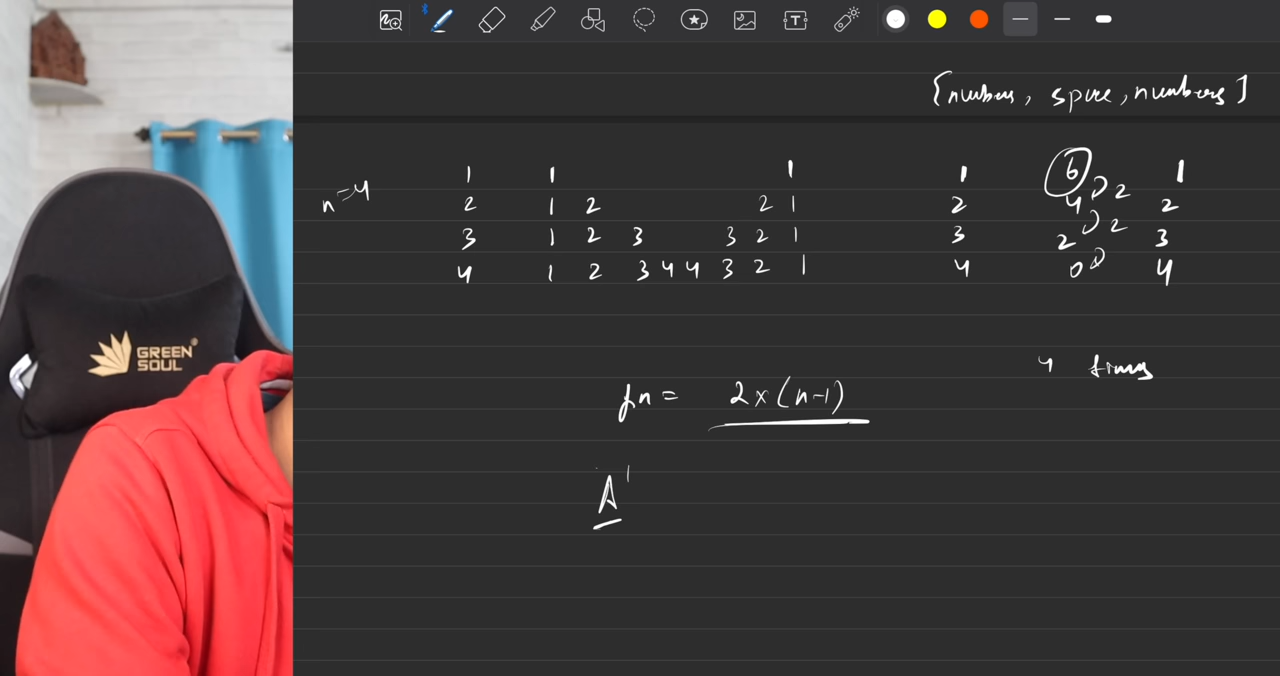 [numbers, space, numbers]
n=4
1 1 1 1 6 1
2 1 2 2 1 2 4 2 2
3 1 2 3 3 2 1 3 2 2 3
4 1 2 3 4 4 3 2 1 4 0 4
4 times
= 2x(n-1)
A
GREEN SOUL